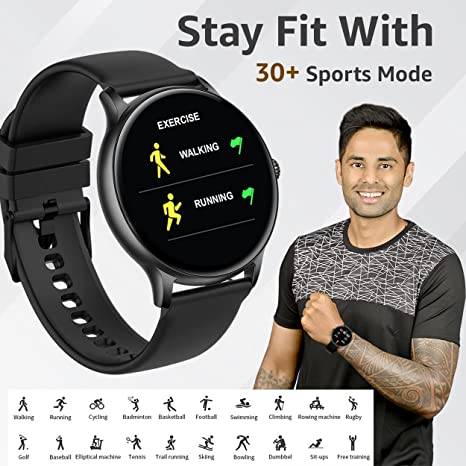 Stay Fit With
30+ Sports Mode
EXERCISE
WALKING
RUNNING
Walking Running Cycling Badminton Basketball Football Swimming Climbing Rowing machine Rugby
Golf Baseball Elliptical machine Tennis Trail running Skiing Bowling Dumbbel Sit-ups Free training